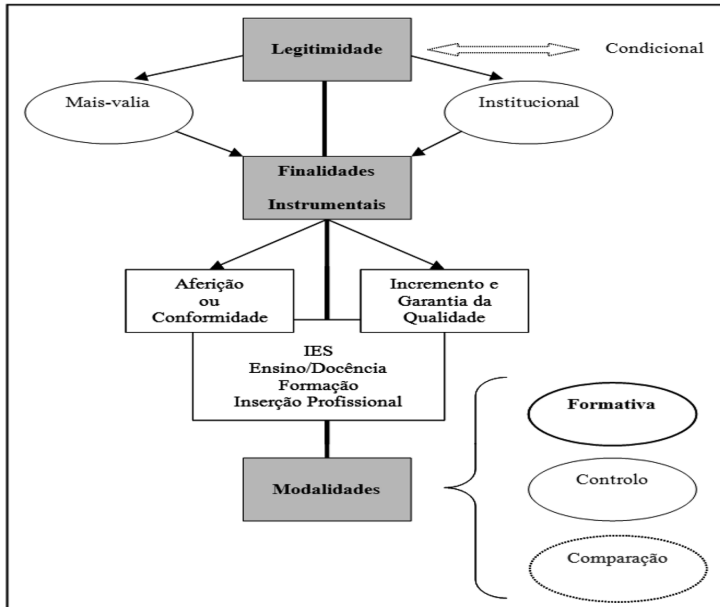 Legitimidade
Condicional
Mais-valia
Institucional
Finalidades
Instrumentais
Aferição
ou
Conformidade
Incremento e
Garantia da
Qualidade
IES
Ensino/Docência
Formação
Inserção Profissional
Modalidades
Formativa
Controlo
Comparação